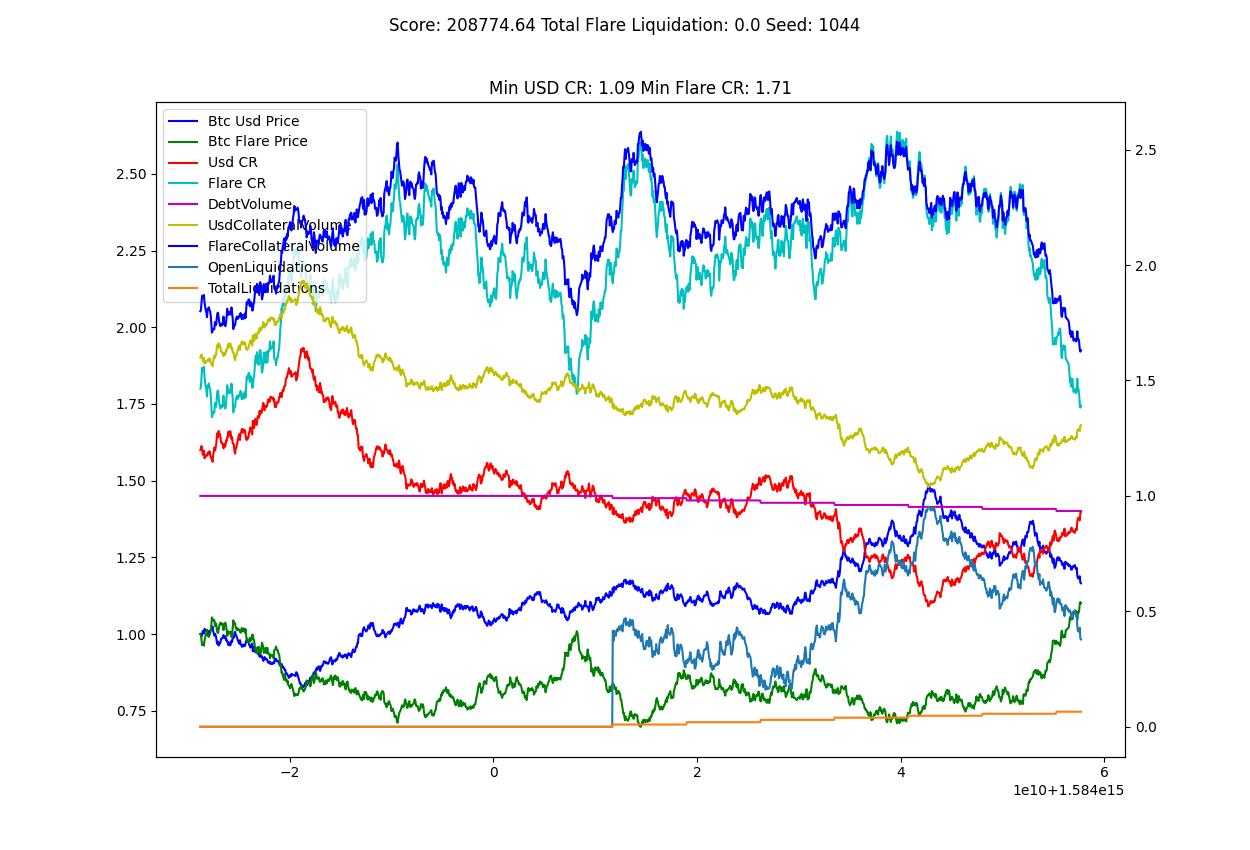 Score: 208774.64 Total Flare Liquidation: 0.0 Seed: 1044
Min USD CR: 1.09 Min Flare CR: 1.71
Btc Usd Price
Btc Flare Price
Usd CR
Flare CR
DebtVolume
UsdCollateralVolume
FlareCollateralVolume
OpenLiquidations
TotalLiquidations
2.50
2.25
2.00
1.75
1.50
1.25
1.00
0.75
2.5
2.0
1.5
1.0
0.5
0.0
−2
0
2
4
6
1e10+1.584e15